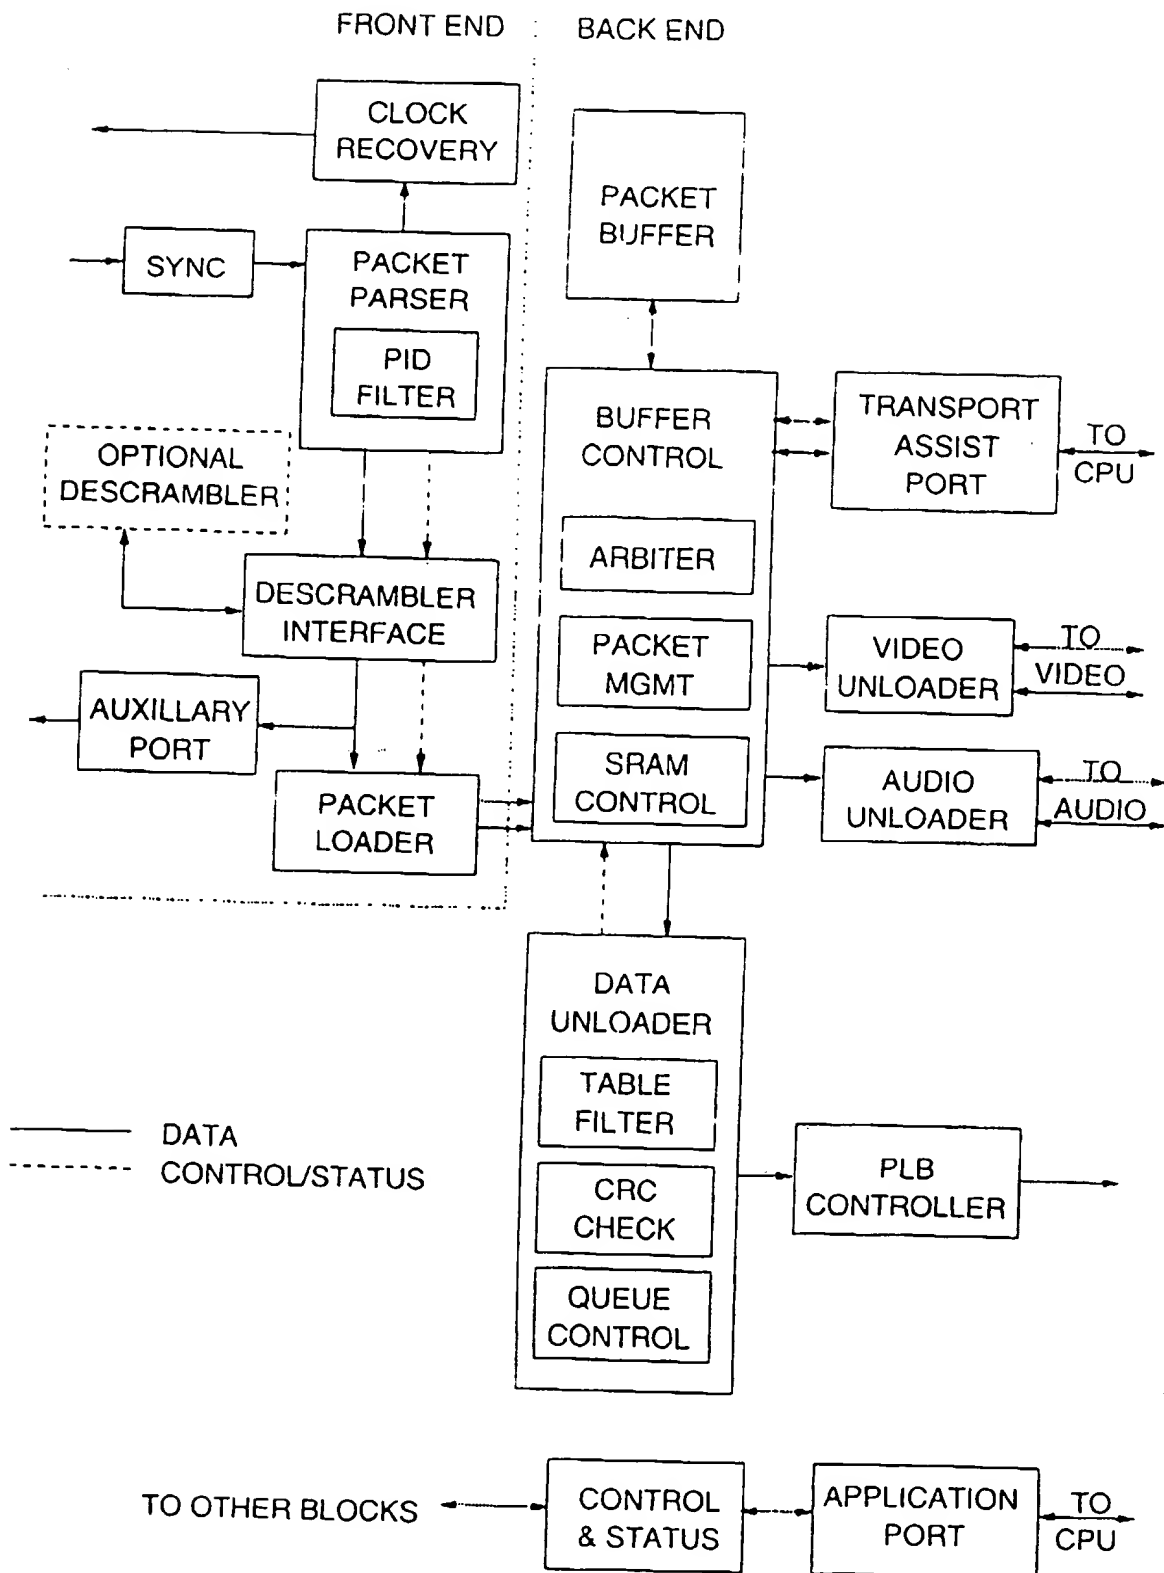 FRONT END
BACK END
CLOCK
RECOVERY
PACKET
BUFFER
SYNC
PACKET
PARSER
PID
FILTER
OPTIONAL
DESCRAMBLER
BUFFER
CONTROL
TRANSPORT
ASSIST
PORT
TO
CPU
ARBITER
DESCRAMBLER
INTERFACE
PACKET
MGMT
VIDEO
UNLOADER
TO
VIDEO
AUXILLARY
PORT
SRAM
CONTROL
AUDIO
UNLOADER
TO
AUDIO
PACKET
LOADER
DATA
UNLOADER
TABLE
FILTER
DATA
CONTROL/STATUS
CRC
CHECK
PLB
CONTROLLER
QUEUE
CONTROL
TO OTHER BLOCKS
CONTROL
& STATUS
APPLICATION
PORT
TO
CPU